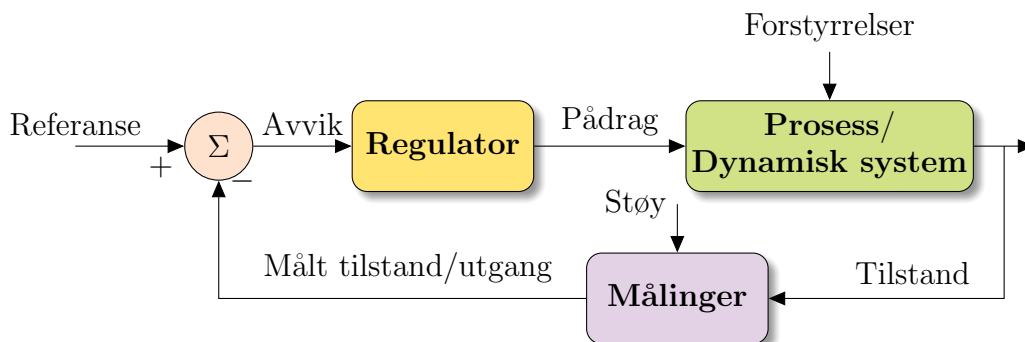 Forstyrrelser
Referanse
+
Σ
−
Avvik
Regulator
Pådrag
Prosess/
Dynamisk system
Støy
Målt tilstand/utgang
Målinger
Tilstand